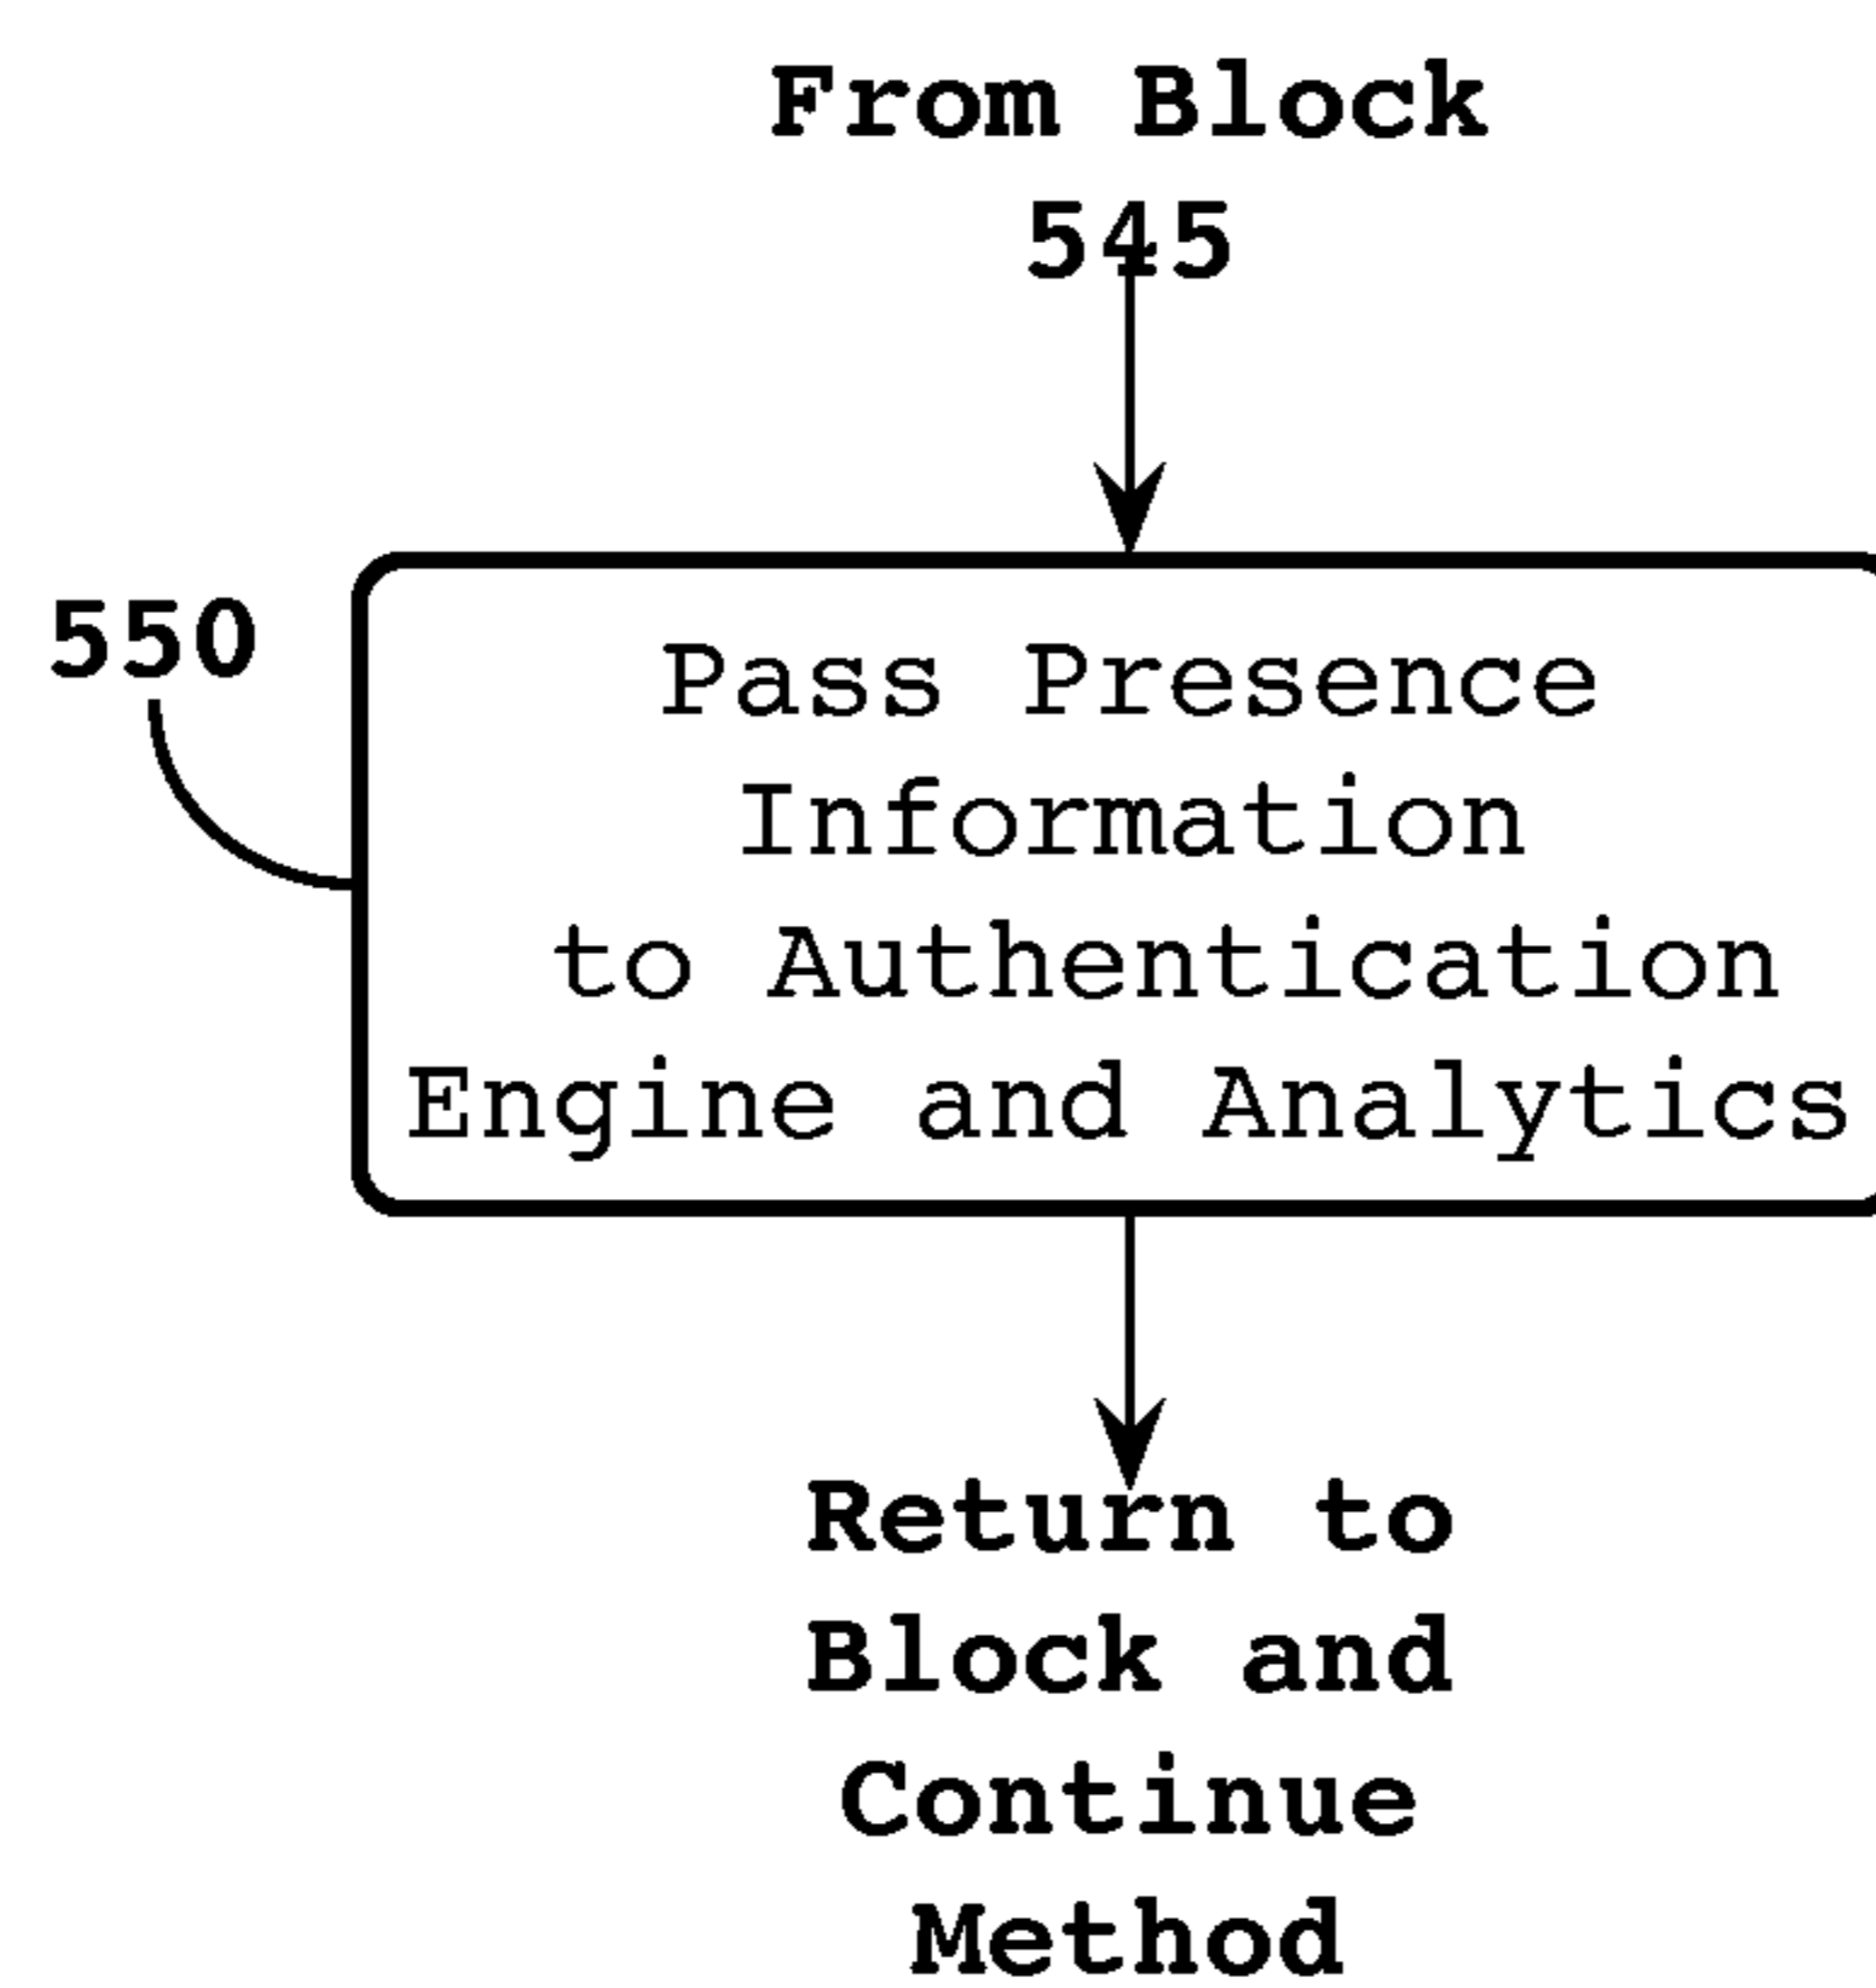 From Block
545
550
Pass Presence
Information
to Authentication
Engine and Analytics
Return to
Block and
Continue
Method